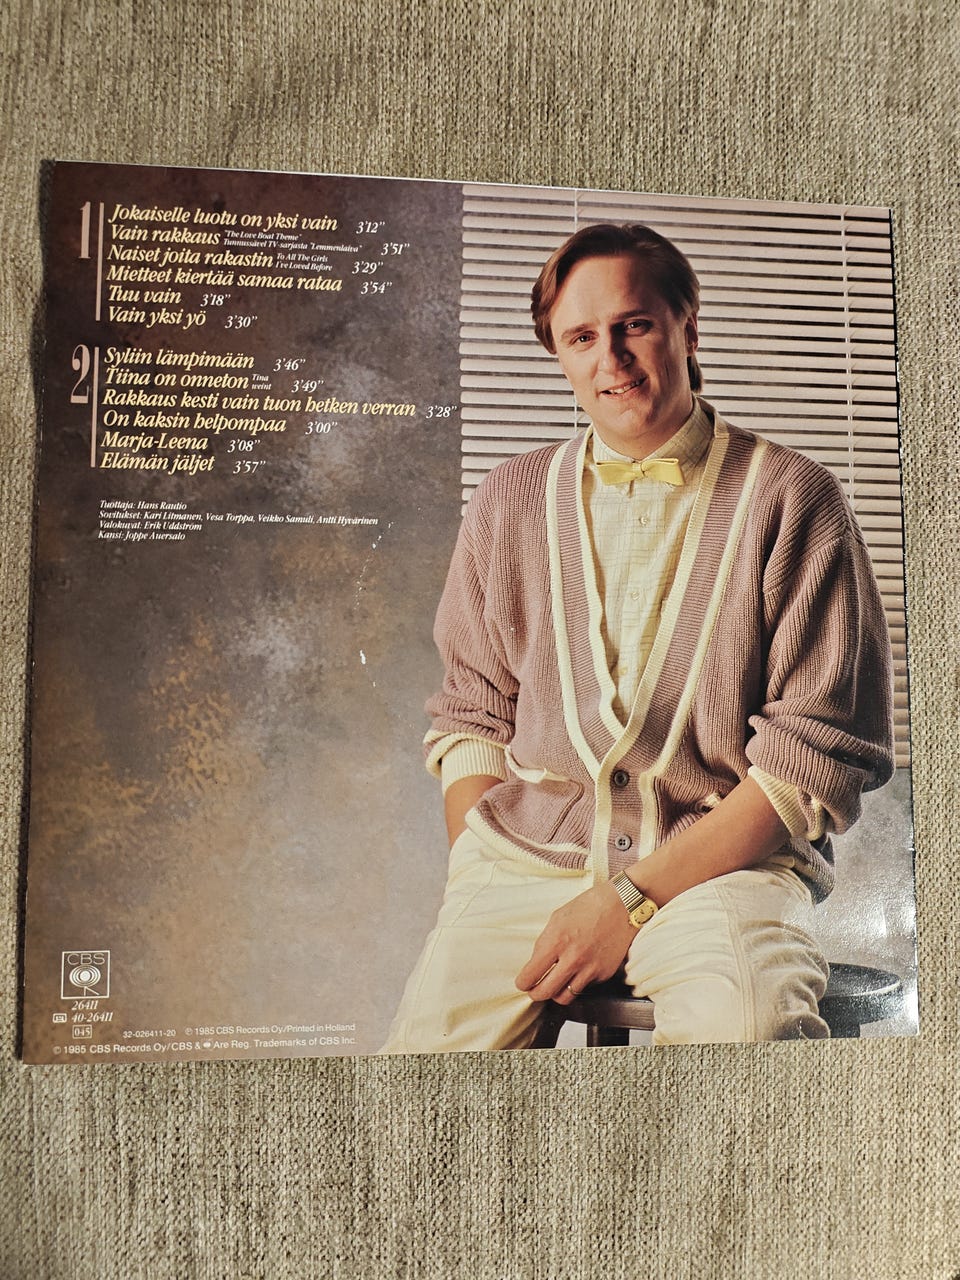 1
Jokaiselle luotu on yksi vain 3'12"
Vain rakkaus "The Love Boat Theme" Tunnussävel TV-sarjasta "Lemmenlaiva" 3'51"
Naiset joita rakastin To All The Girls I've Loved Before 3'29"
Mietteet kiertää samaa rataa 3'54"
Tuu vain 3'18"
Vain yksi yö 3'30"
2
Syliin lämpimään 3'46"
Tiina on onneton Tina weint 3'49"
Rakkaus kesti vain tuon hetken verran 3'28"
On kaksin helpompaa 3'00"
Marja-Leena 3'08"
Elämän jäljet 3'57"
Tuottaja: Hans Rautio
Sovitukset: Kari Litmanen, Vesa Torppa, Veikko Samuli, Antti Hyvärinen
Valokuvat: Erik Uddström
Kansi: Joppe Auersalo
CBS
26411
40-26411
045
32-026411-20 ℗ 1985 CBS Records Oy/Printed in Holland
© 1985 CBS Records Oy/CBS & Are Reg. Trademarks of CBS Inc.